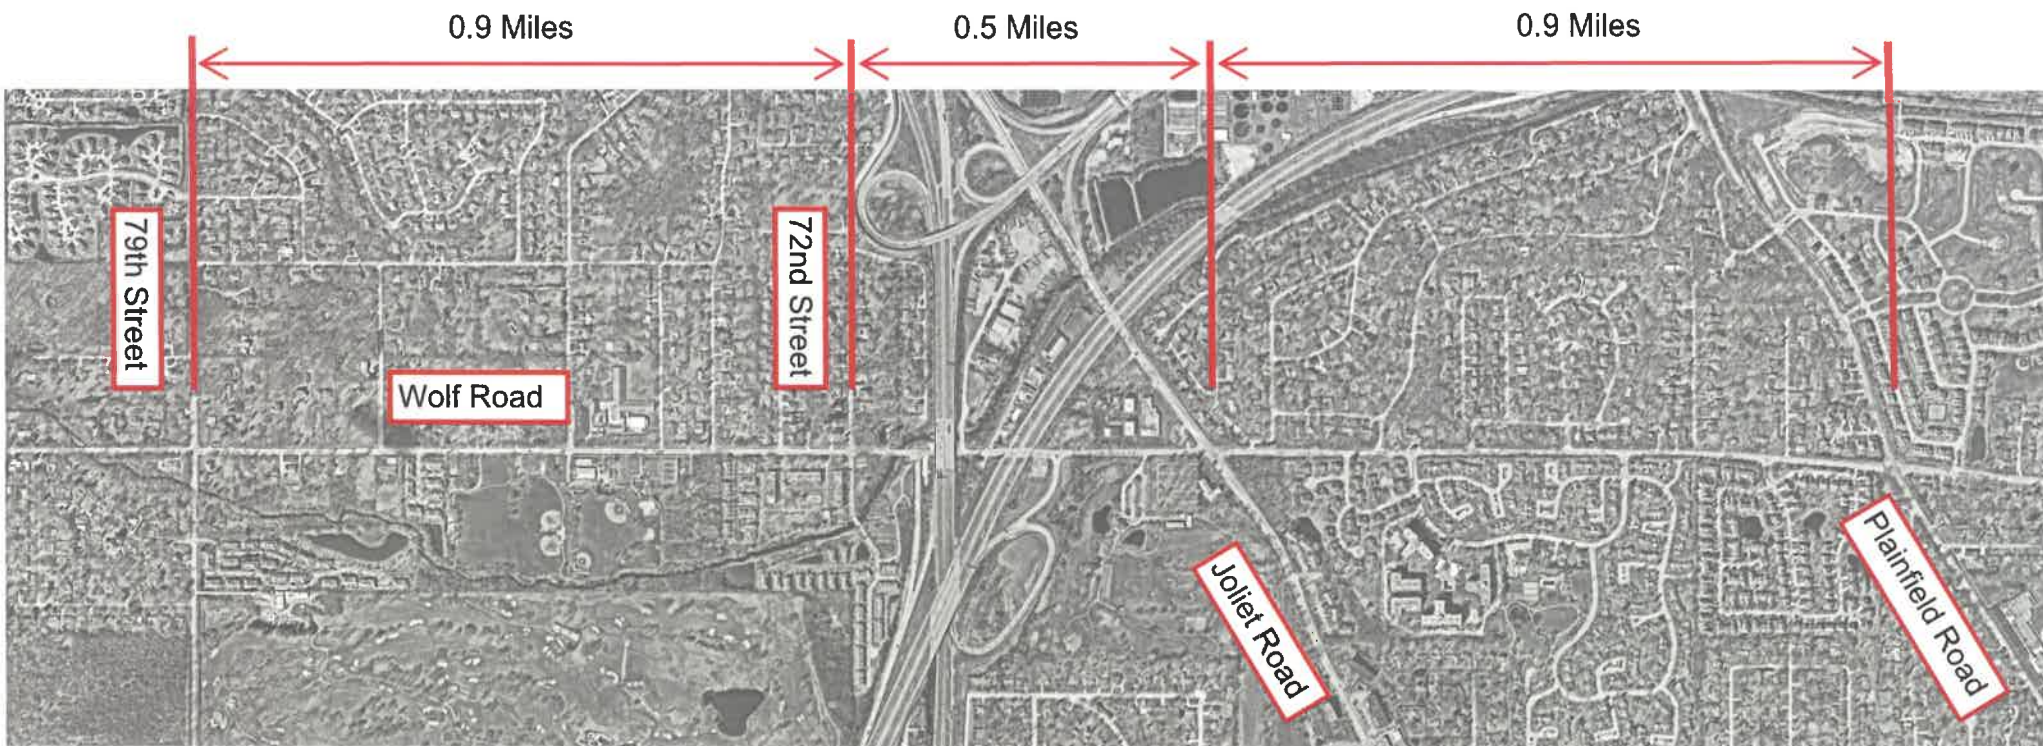 0.9 Miles
0.5 Miles
0.9 Miles
79th Street
72nd Street
Wolf Road
Joliet Road
Plainfield Road